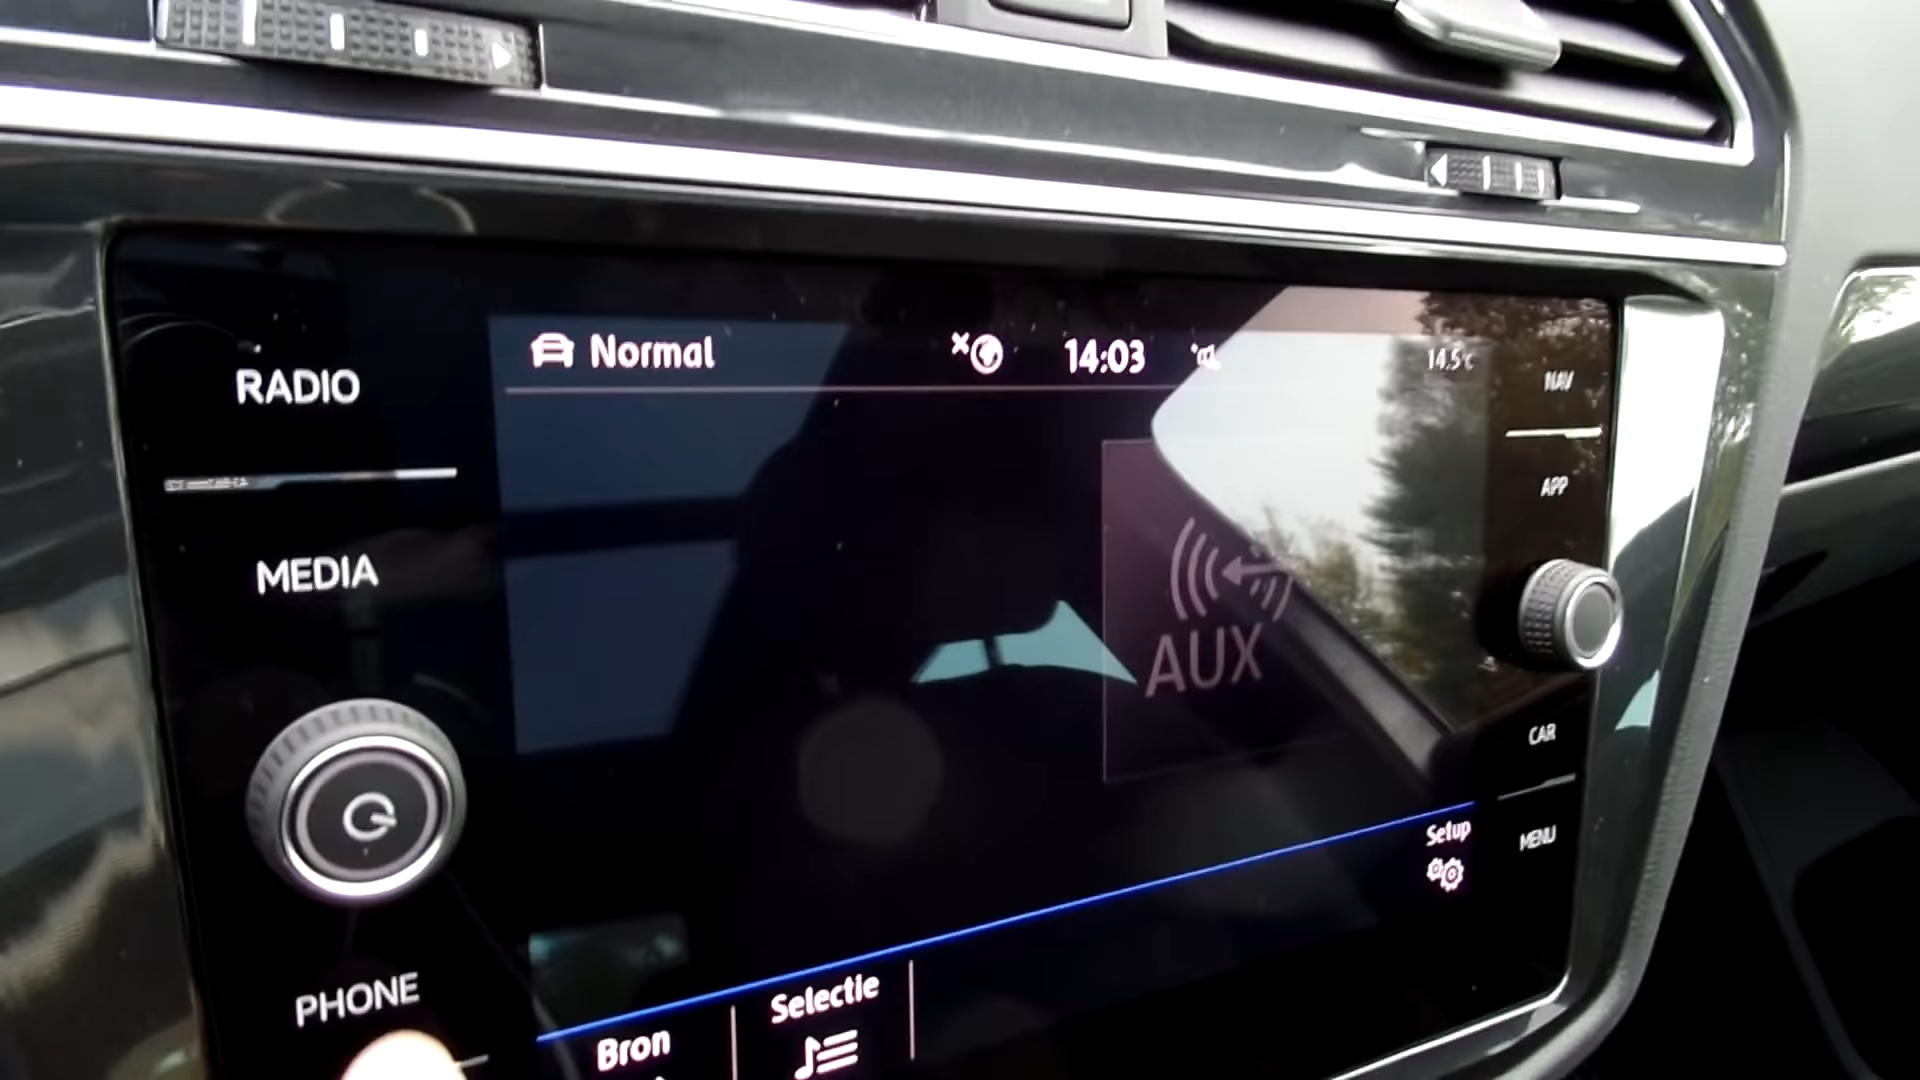 RADIO
Normal
14:03
14.5°c
NAV
APP
MEDIA
AUX
CAR
Setup
MENU
PHONE
Selectie
Bron